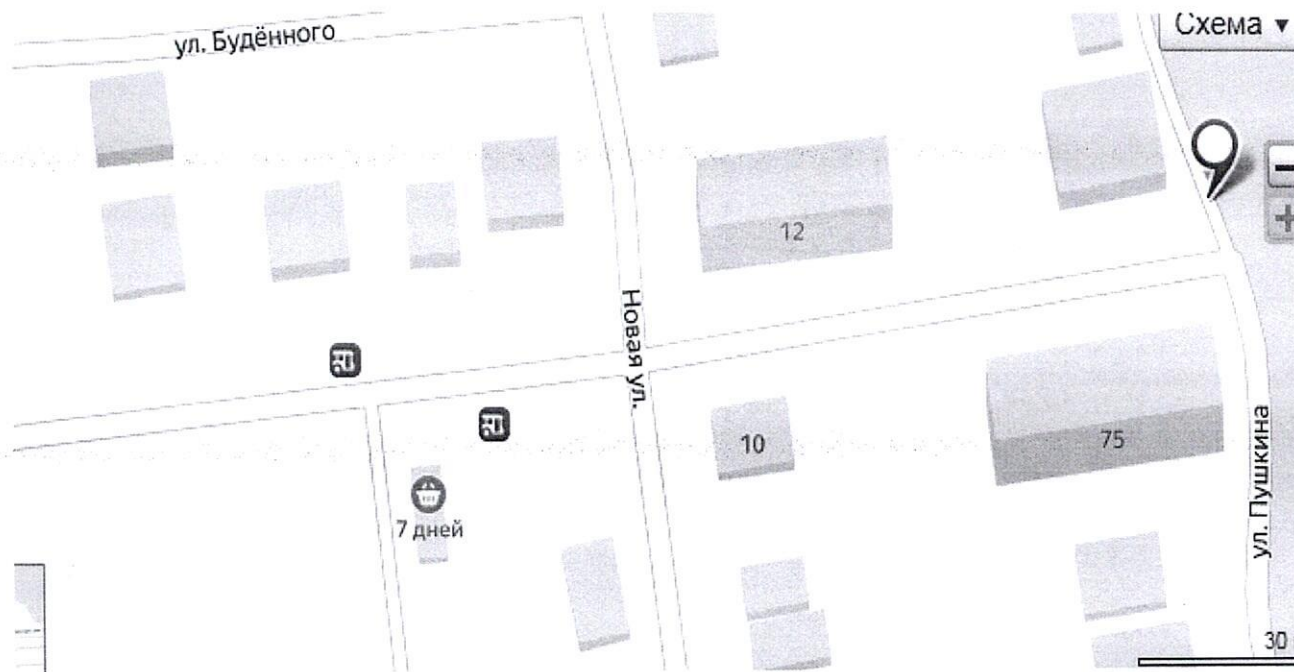 ул. Будённого
Схема ▼
12
Новая ул.
10
75
7 дней
ул. Пушкина
30